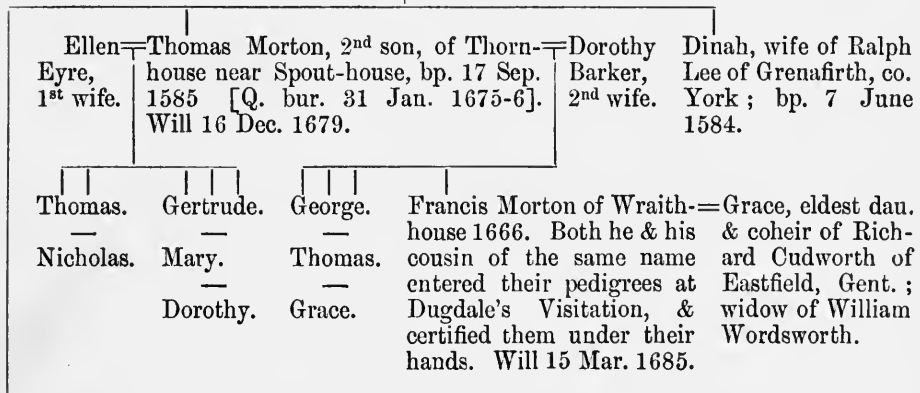 Ellen=Thomas Morton, 2nd son, of Thorn-=Dorothy Dinah, wife of Ralph
Eyre, house near Spout-house, bp. 17 Sep. Barker, Lee of Grenafirth, co.
1st wife. 1585 [Q. bur. 31 Jan. 1675-6]. 2nd wife. York ; bp. 7 June
Will 16 Dec. 1679. 1584.
Thomas. Gertrude. George. Francis Morton of Wraith-=Grace, eldest dau.
— — — house 1666. Both he & his & coheir of Rich-
Nicholas. Mary. Thomas. cousin of the same name ard Cudworth of
— — entered their pedigrees at Eastfield, Gent. ;
Dorothy. Grace. Dugdale's Visitation, & widow of William
certified them under their Wordsworth.
hands. Will 15 Mar. 1685.